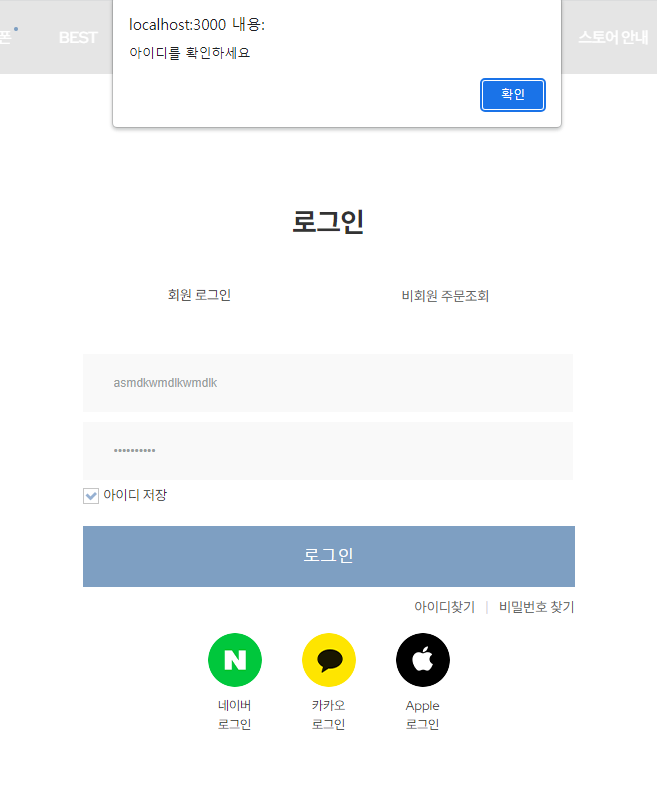 localhost:3000 내용:
아이디를 확인하세요
확인
폰 BEST 스토어 안내
로그인
회원 로그인 비회원 주문조회
asmdkwmdlkwmdlk
••••••••••
아이디 저장
로그인
아이디찾기 | 비밀번호 찾기
네이버 로그인
카카오 로그인
Apple 로그인